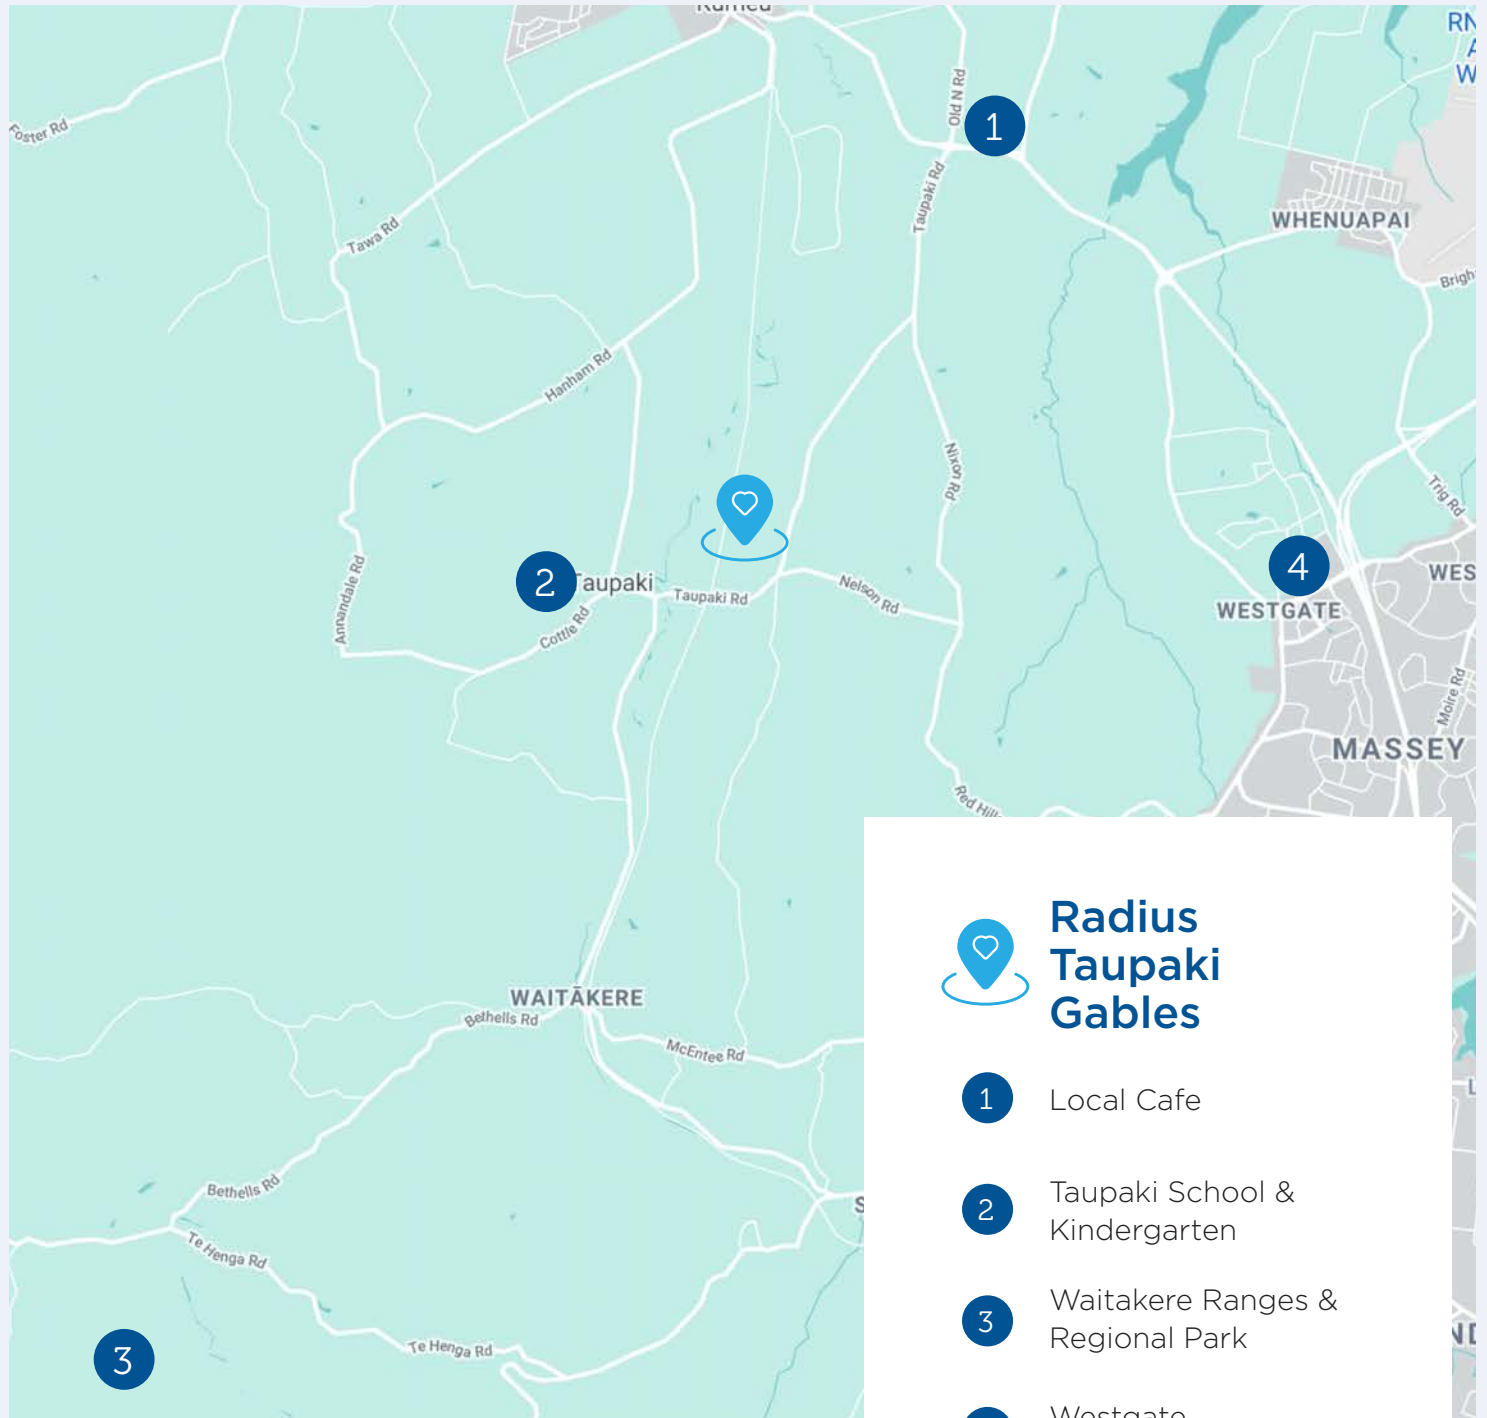 Foster Rd
Old N Rd
1
Taupaki Rd
WHENUAPAI
Tawa Rd
Hanham Rd
Nixon Rd
Trig Rd
2
Taupaki
Taupaki Rd
Nelson Rd
4
WESTGATE
Annandale Rd
Cottle Rd
Moire Rd
MASSEY
WAITĀKERE
Bethells Rd
McEntee Rd
Bethells Rd
Te Henga Rd
Te Henga Rd
3
Radius
Taupaki
Gables
1 Local Cafe
2 Taupaki School &
Kindergarten
3 Waitakere Ranges &
Regional Park
Westgate